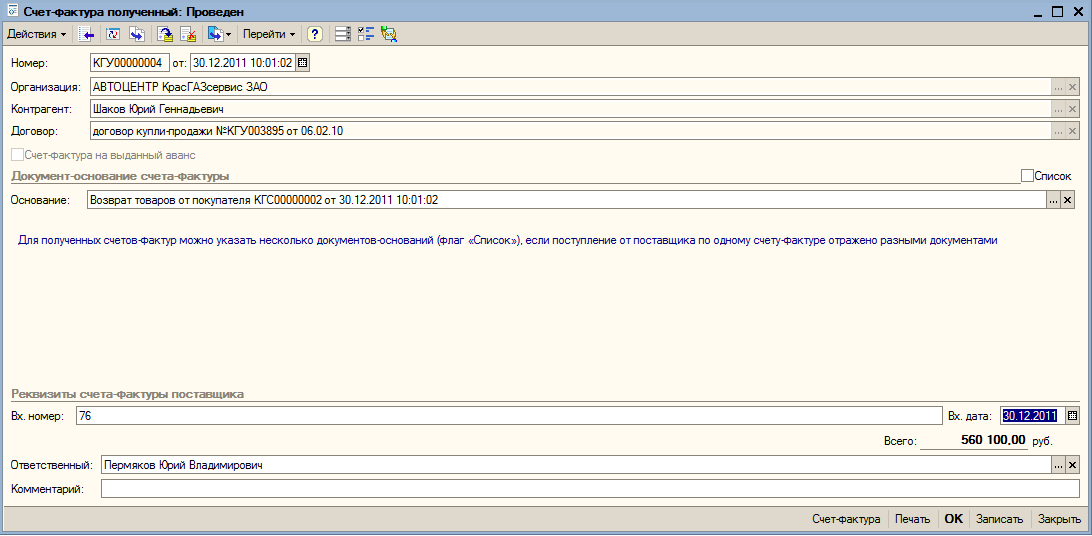 Счет-фактура полученный: Проведен
Действия Перейти ?
Номер: КГУ00000004 от: 30.12.2011 10:01:02
Организация: АВТОЦЕНТР КрасГАЗсервис ЗАО ... ×
Контрагент: Шаков Юрий Геннадьевич ... ×
Договор: договор купли-продажи №КГУ003895 от 06.02.10 ... ×
Счет-фактура на выданный аванс
Документ-основание счета-фактуры Список
Основание: Возврат товаров от покупателя КГС00000002 от 30.12.2011 10:01:02 ... ×
Для полученных счетов-фактур можно указать несколько документов-оснований (флаг «Список»), если поступление от поставщика по одному счету-фактуре отражено разными документами
Реквизиты счета-фактуры поставщика
Вх. номер: 76 Вх. дата: 30.12.2011
Всего: 560 100,00 руб.
Ответственный: Пермяков Юрий Владимирович ... ×
Комментарий:
Счет-фактура Печать OK Записать Закрыть